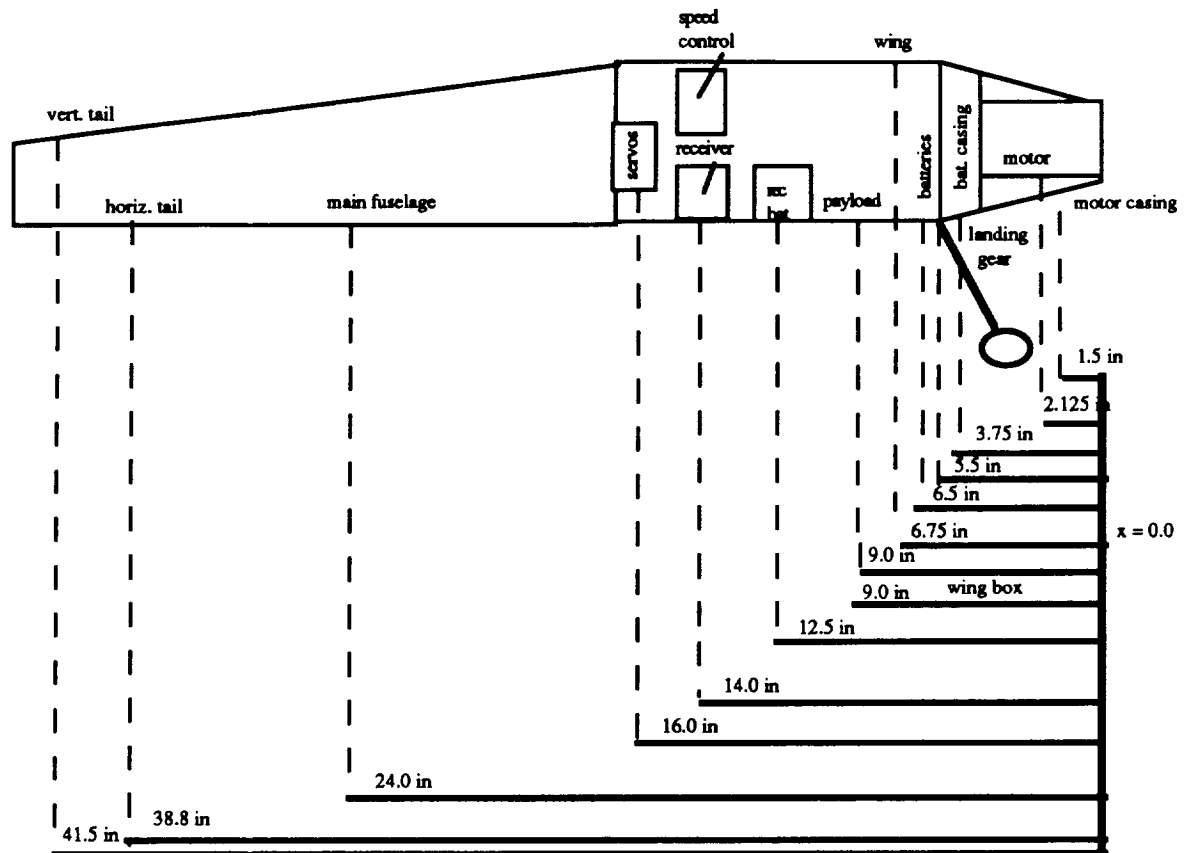 speed
control
wing
vert. tail
servos
receiver
rec
bat
batteries
bat. casing
motor
horiz. tail
main fuselage
payload
motor casing
landing
gear
1.5 in
2.125 in
3.75 in
5.5 in
6.5 in
6.75 in
x = 0.0
9.0 in
9.0 in
wing box
12.5 in
14.0 in
16.0 in
24.0 in
38.8 in
41.5 in